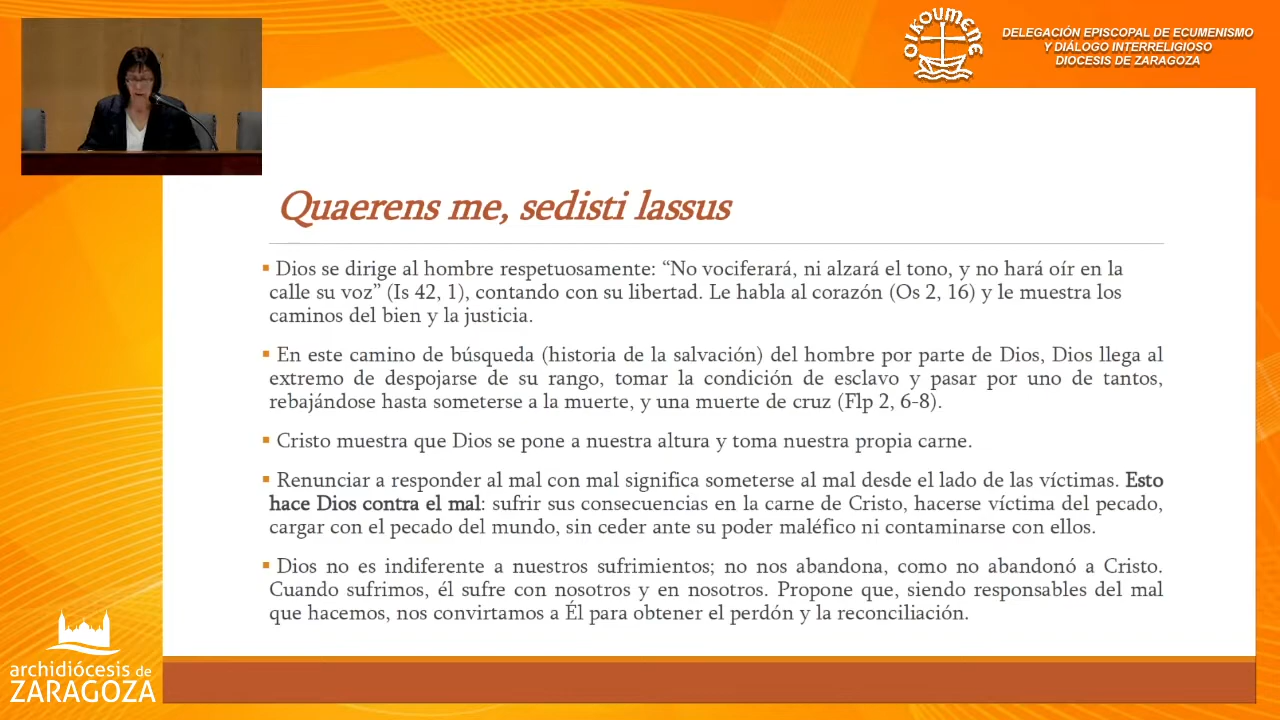 OIKOUMENE
DELEGACIÓN EPISCOPAL DE ECUMENISMO
Y DIÁLOGO INTERRELIGIOSO
DIOCESIS DE ZARAGOZA
Quaerens me, sedisti lassus
▪ Dios se dirige al hombre respetuosamente: “No vociferará, ni alzará el tono, y no hará oír en la
calle su voz” (Is 42, 1), contando con su libertad. Le habla al corazón (Os 2, 16) y le muestra los
caminos del bien y la justicia.
▪ En este camino de búsqueda (historia de la salvación) del hombre por parte de Dios, Dios llega al
extremo de despojarse de su rango, tomar la condición de esclavo y pasar por uno de tantos,
rebajándose hasta someterse a la muerte, y una muerte de cruz (Flp 2, 6-8).
▪ Cristo muestra que Dios se pone a nuestra altura y toma nuestra propia carne.
▪ Renunciar a responder al mal con mal significa someterse al mal desde el lado de las víctimas. Esto
hace Dios contra el mal: sufrir sus consecuencias en la carne de Cristo, hacerse víctima del pecado,
cargar con el pecado del mundo, sin ceder ante su poder maléfico ni contaminarse con ellos.
▪ Dios no es indiferente a nuestros sufrimientos; no nos abandona, como no abandonó a Cristo.
Cuando sufrimos, él sufre con nosotros y en nosotros. Propone que, siendo responsables del mal
que hacemos, nos convirtamos a Él para obtener el perdón y la reconciliación.
archidiócesis de
ZARAGOZA